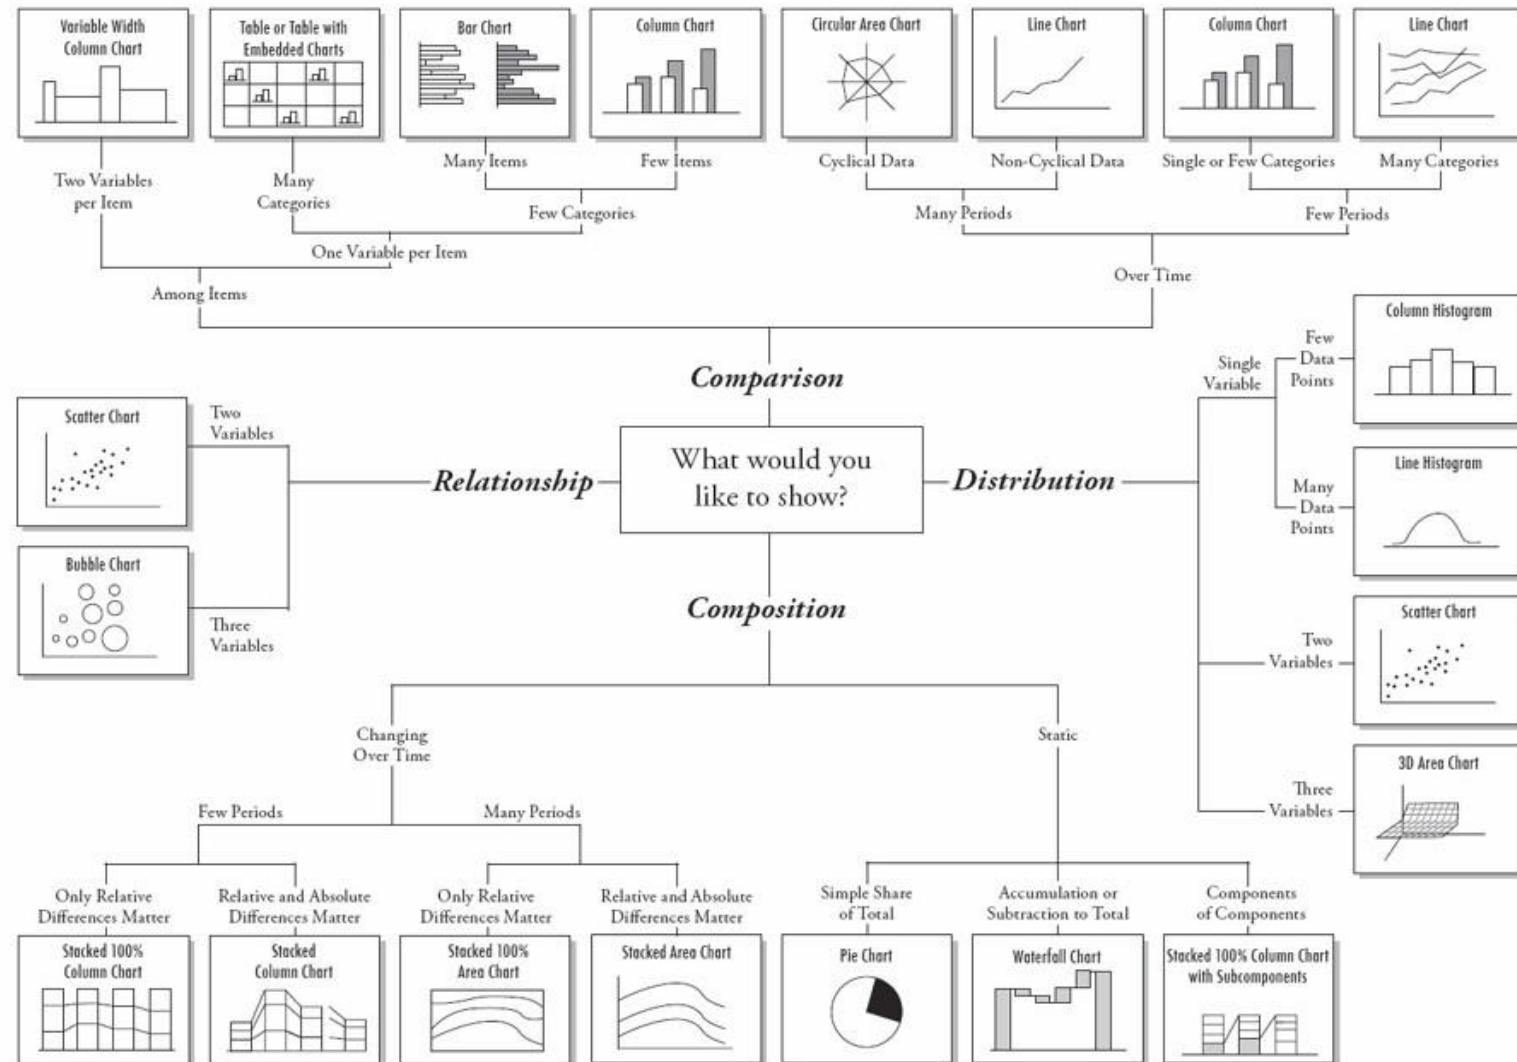 Variable Width
Column Chart
Table or Table with
Embedded Charts
Bar Chart
Column Chart
Circular Area Chart
Line Chart
Column Chart
Line Chart
Two Variables
per Item
Many
Categories
Many Items
Few Items
Cyclical Data
Non-Cyclical Data
Single or Few Categories
Many Categories
Few Categories
Many Periods
Few Periods
One Variable per Item
Among Items
Over Time
Comparison
What would you
like to show?
Relationship
Two
Variables
Scatter Chart
Three
Variables
Bubble Chart
Distribution
Single
Variable
Few
Data
Points
Column Histogram
Many
Data
Points
Line Histogram
Two
Variables
Scatter Chart
Three
Variables
3D Area Chart
Composition
Changing
Over Time
Static
Few Periods
Many Periods
Only Relative
Differences Matter
Relative and Absolute
Differences Matter
Only Relative
Differences Matter
Relative and Absolute
Differences Matter
Simple Share
of Total
Accumulation or
Subtraction to Total
Components
of Components
Stacked 100%
Column Chart
Stacked
Column Chart
Stacked 100%
Area Chart
Stacked Area Chart
Pie Chart
Waterfall Chart
Stacked 100% Column Chart
with Subcomponents